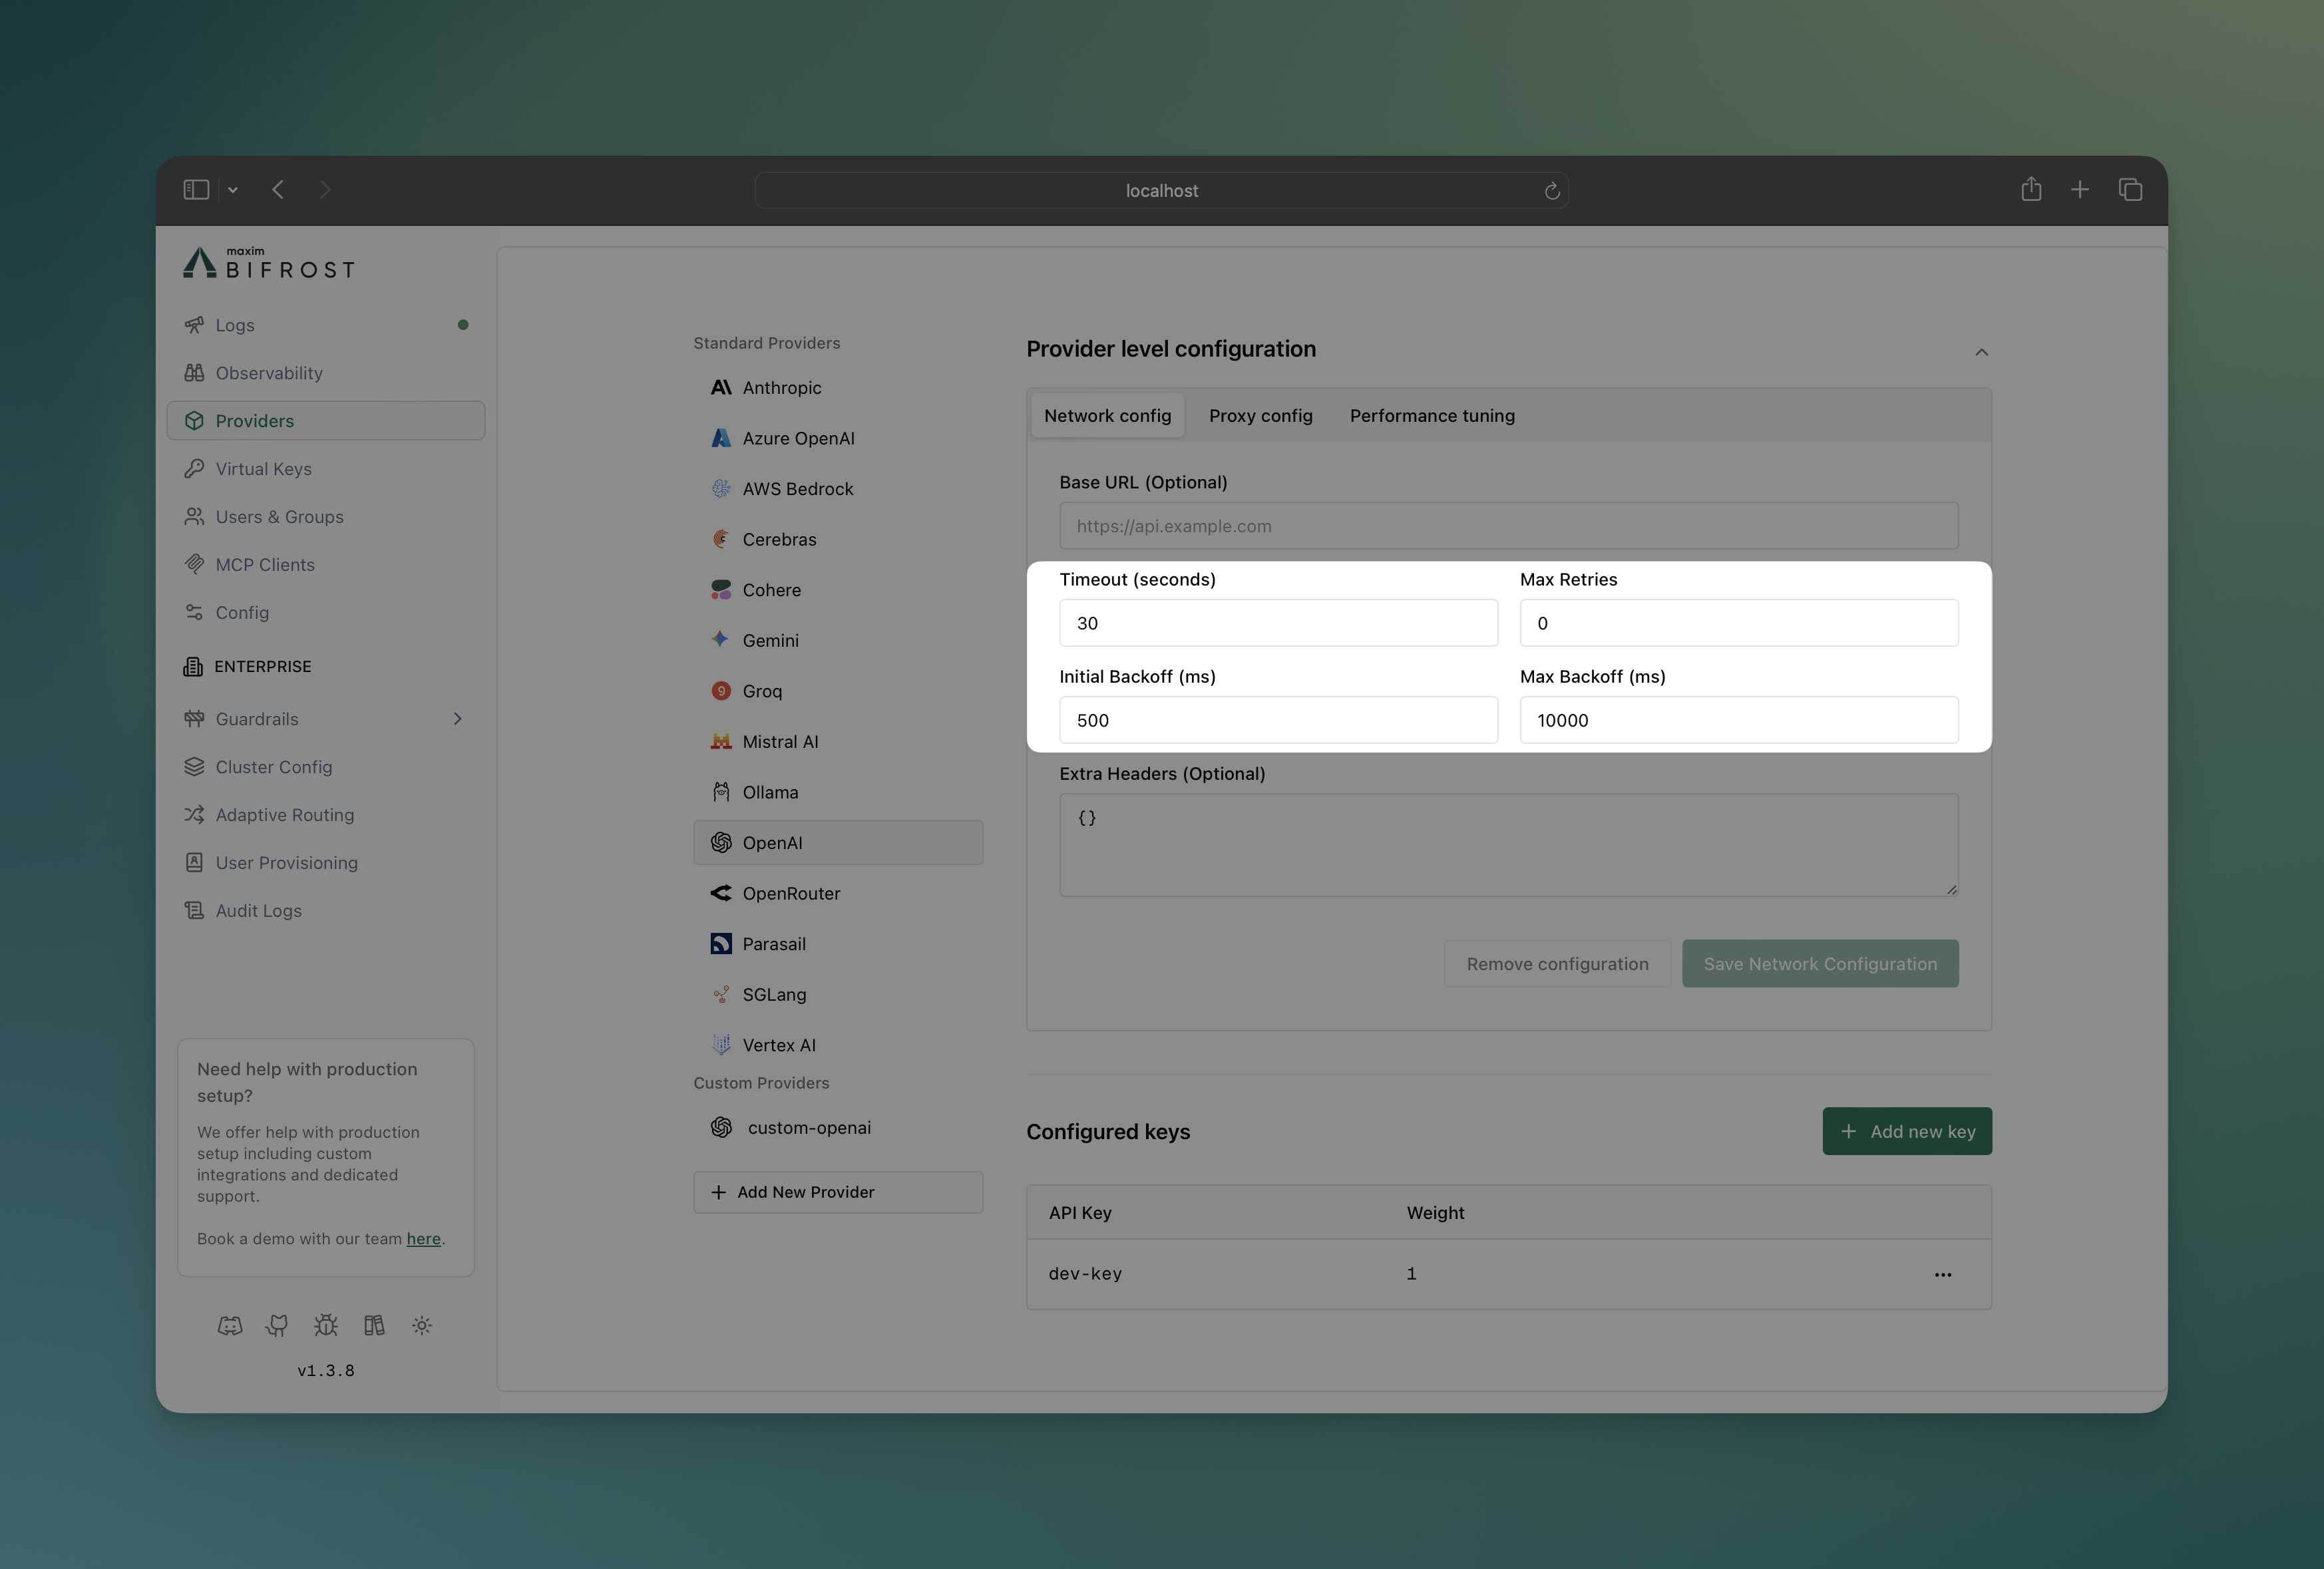 localhost
maxim
BIFROST
Logs
Observability
Providers
Virtual Keys
Users & Groups
MCP Clients
Config
ENTERPRISE
Guardrails
Cluster Config
Adaptive Routing
User Provisioning
Audit Logs
Need help with production
setup?
We offer help with production
setup including custom
integrations and dedicated
support.
Book a demo with our team here.
v1.3.8
Standard Providers
Anthropic
Azure OpenAI
AWS Bedrock
Cerebras
Cohere
Gemini
Groq
Mistral AI
Ollama
OpenAI
OpenRouter
Parasail
SGLang
Vertex AI
Custom Providers
custom-openai
+ Add New Provider
Provider level configuration
Network config Proxy config Performance tuning
Base URL (Optional)
https://api.example.com
Timeout (seconds) Max Retries
30 0
Initial Backoff (ms) Max Backoff (ms)
500 10000
Extra Headers (Optional)
{}
Remove configuration Save Network Configuration
Configured keys + Add new key
API Key Weight
dev-key 1